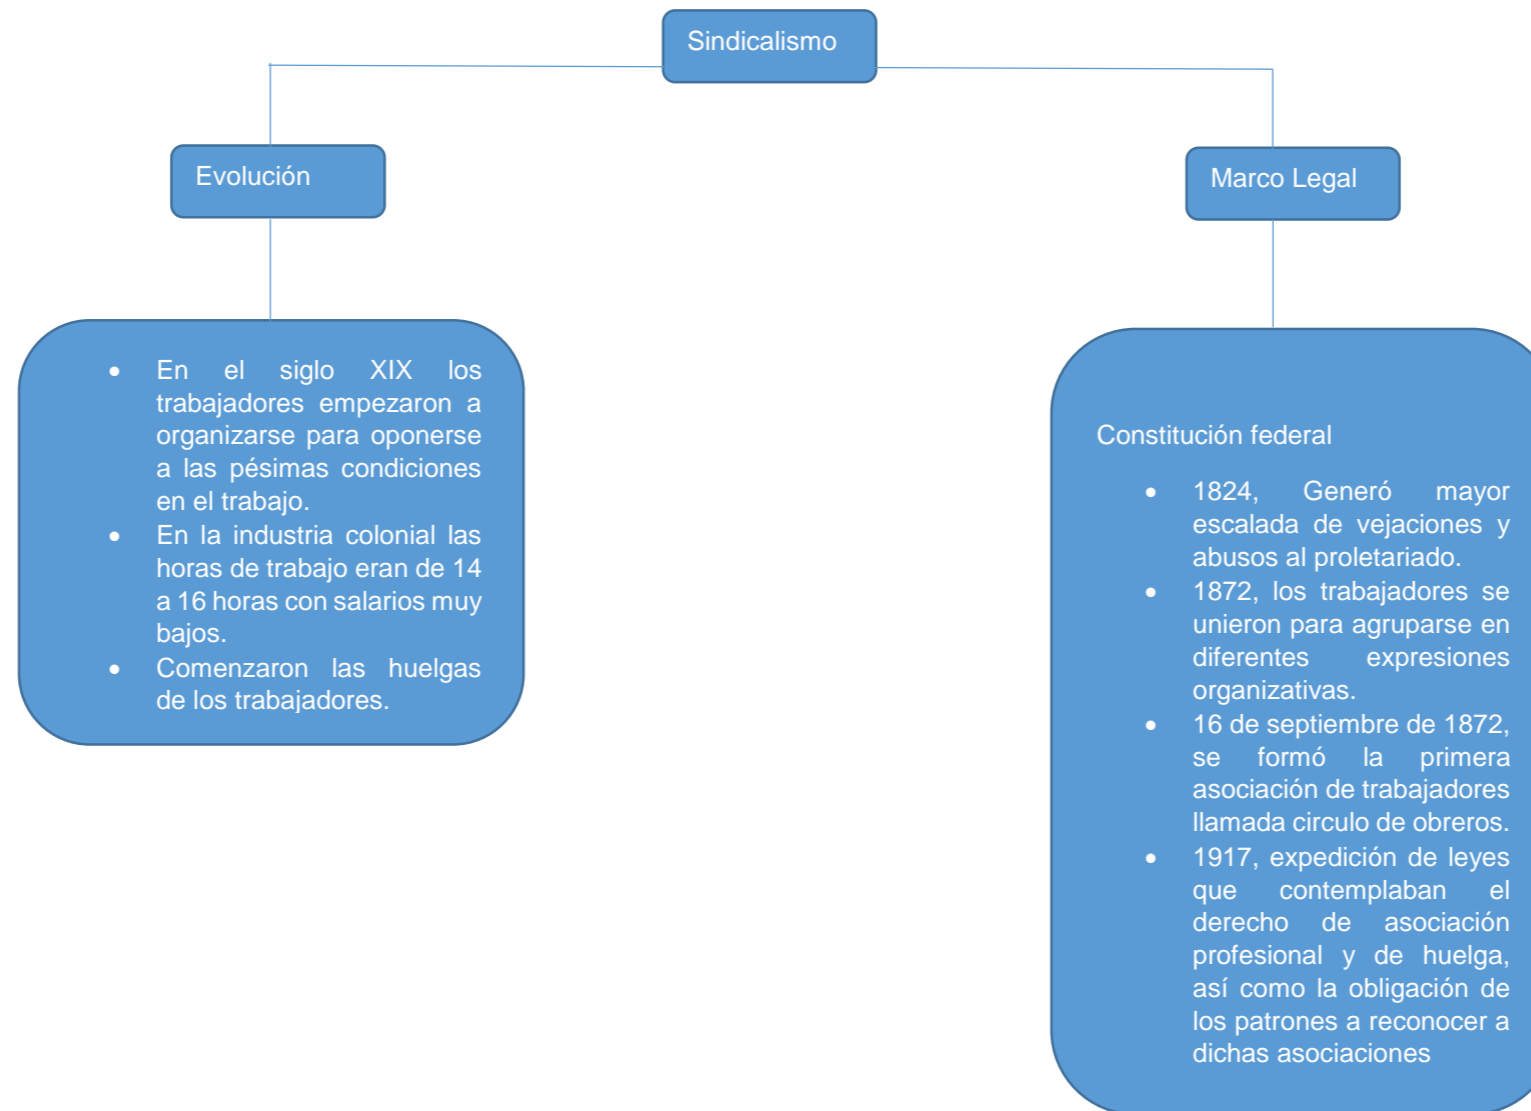 Sindicalismo
Evolución
Marco Legal
• En el siglo XIX los
trabajadores empezaron a
organizarse para oponerse
a las pésimas condiciones
en el trabajo.
• En la industria colonial las
horas de trabajo eran de 14
a 16 horas con salarios muy
bajos.
• Comenzaron las huelgas
de los trabajadores.
Constitución federal
• 1824, Generó mayor
escalada de vejaciones y
abusos al proletariado.
• 1872, los trabajadores se
unieron para agruparse en
diferentes expresiones
organizativas.
• 16 de septiembre de 1872,
se formó la primera
asociación de trabajadores
llamada circulo de obreros.
• 1917, expedición de leyes
que contemplaban el
derecho de asociación
profesional y de huelga,
así como la obligación de
los patrones a reconocer a
dichas asociaciones